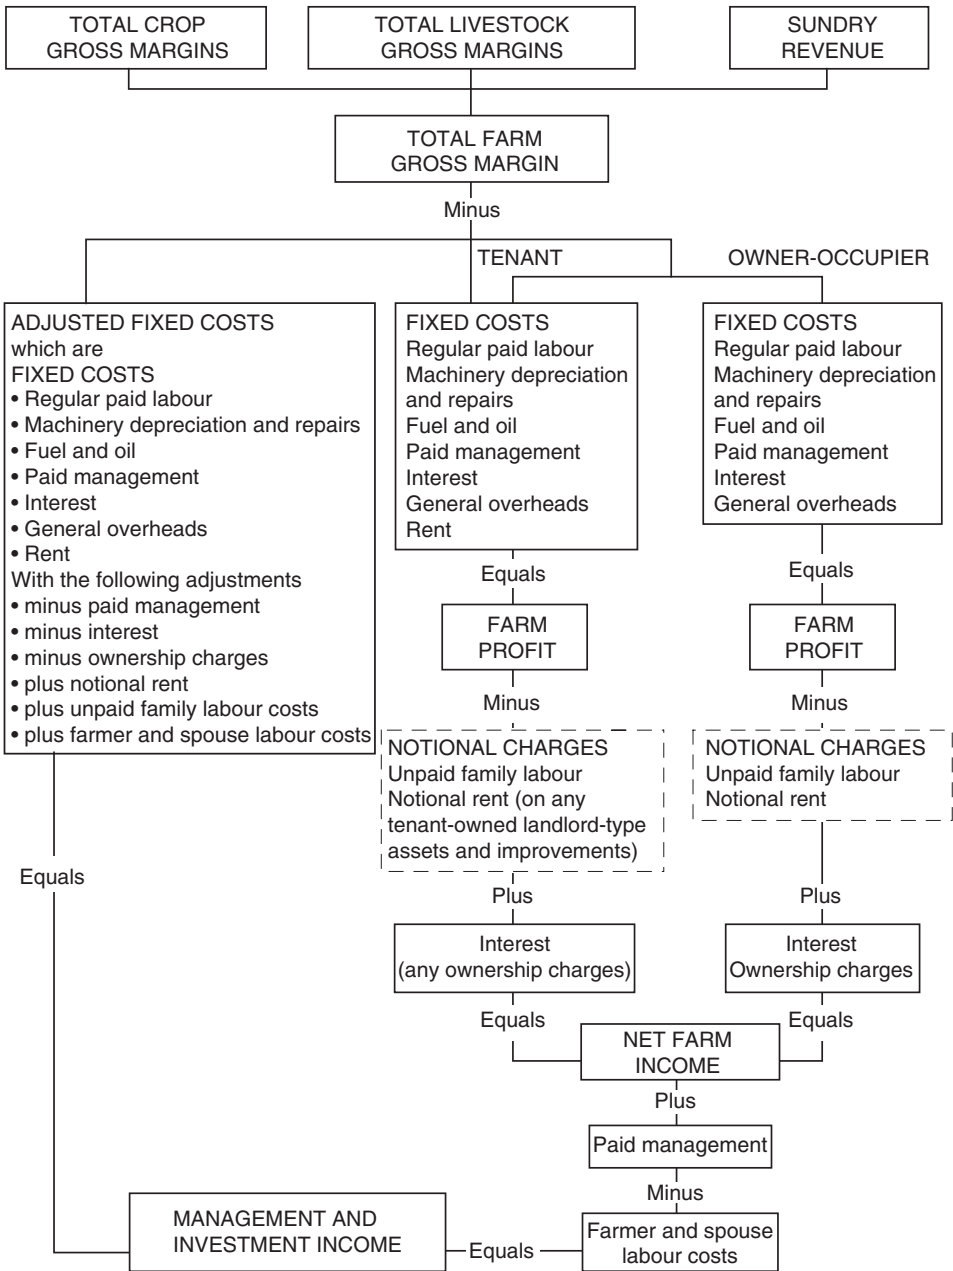 TOTAL CROP
GROSS MARGINS
TOTAL LIVESTOCK
GROSS MARGINS
SUNDRY
REVENUE
TOTAL FARM
GROSS MARGIN
Minus
TENANT
OWNER-OCCUPIER
ADJUSTED FIXED COSTS
which are
FIXED COSTS
• Regular paid labour
• Machinery depreciation and repairs
• Fuel and oil
• Paid management
• Interest
• General overheads
• Rent
With the following adjustments
• minus paid management
• minus interest
• minus ownership charges
• plus notional rent
• plus unpaid family labour costs
• plus farmer and spouse labour costs
Equals
FIXED COSTS
Regular paid labour
Machinery depreciation
and repairs
Fuel and oil
Paid management
Interest
General overheads
Rent
Equals
FARM
PROFIT
Minus
NOTIONAL CHARGES
Unpaid family labour
Notional rent (on any
tenant-owned landlord-type
assets and improvements)
Plus
Interest
(any ownership charges)
Equals
FIXED COSTS
Regular paid labour
Machinery depreciation
and repairs
Fuel and oil
Paid management
Interest
General overheads
Equals
FARM
PROFIT
Minus
NOTIONAL CHARGES
Unpaid family labour
Notional rent
Plus
Interest
Ownership charges
Equals
NET FARM
INCOME
Plus
Paid management
Minus
Farmer and spouse
labour costs
Equals
MANAGEMENT AND
INVESTMENT INCOME